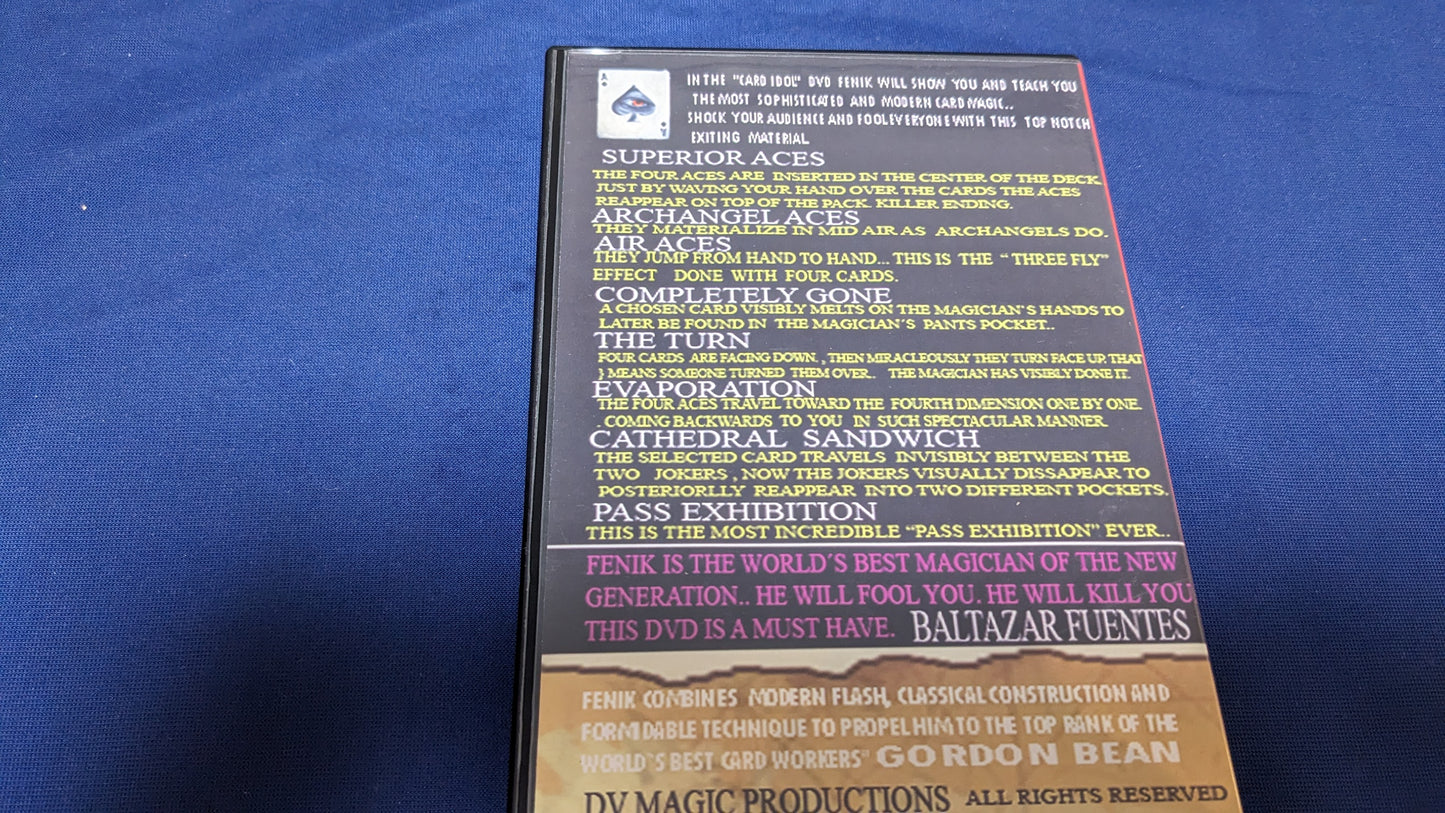 IN THE "CARD IDOL" DVD FENIK WILL SHOW YOU AND TEACH YOU
THE MOST SOPHISTICATED AND MODERN CARD MAGIC..
SHOCK YOUR AUDIENCE AND FOOL EVERYONE WITH THIS TOP NOTCH
EXITING MATERIAL
SUPERIOR ACES
THE FOUR ACES ARE INSERTED IN THE CENTER OF THE DECK.
JUST BY WAVING YOUR HAND OVER THE CARDS THE ACES
REAPPEAR ON TOP OF THE PACK. KILLER ENDING.
ARCHANGEL ACES
THEY MATERIALIZE IN MID AIR AS ARCHANGELS DO.
AIR ACES
THEY JUMP FROM HAND TO HAND... THIS IS THE "THREE FLY"
EFFECT DONE WITH FOUR CARDS.
COMPLETELY GONE
A CHOSEN CARD VISIBLY MELTS ON THE MAGICIAN'S HANDS TO
LATER BE FOUND IN THE MAGICIAN´S PANTS POCKET..
THE TURN
FOUR CARDS ARE FACING DOWN. , THEN MIRACLEOUSLY THEY TURN FACE UP. THAT
} MEANS SOMEONE TURNED THEM OVER.. THE MAGICIAN HAS VISIBLY DONE IT.
EVAPORATION
THE FOUR ACES TRAVEL TOWARD THE FOURTH DIMENSION ONE BY ONE.
. COMING BACKWARDS TO YOU IN SUCH SPECTACULAR MANNER.
CATHEDRAL SANDWICH
THE SELECTED CARD TRAVELS INVISIBLY BETWEEN THE
TWO JOKERS , NOW THE JOKERS VISUALLY DISSAPEAR TO
POSTERIORLLY REAPPEAR INTO TWO DIFFERENT POCKETS.
PASS EXHIBITION
THIS IS THE MOST INCREDIBLE "PASS EXHIBITION" EVER..
FENIK IS THE WORLD´S BEST MAGICIAN OF THE NEW
GENERATION.. HE WILL FOOL YOU. HE WILL KILL YOU
THIS DVD IS A MUST HAVE. BALTAZAR FUENTES
FENIK COMBINES MODERN FLASH, CLASSICAL CONSTRUCTION AND
FORMIDABLE TECHNIQUE TO PROPEL HIM TO THE TOP RANK OF THE
WORLD´S BEST CARD WORKERS" GORDON BEAN
DV MAGIC PRODUCTIONS ALL RIGHTS RESERVED